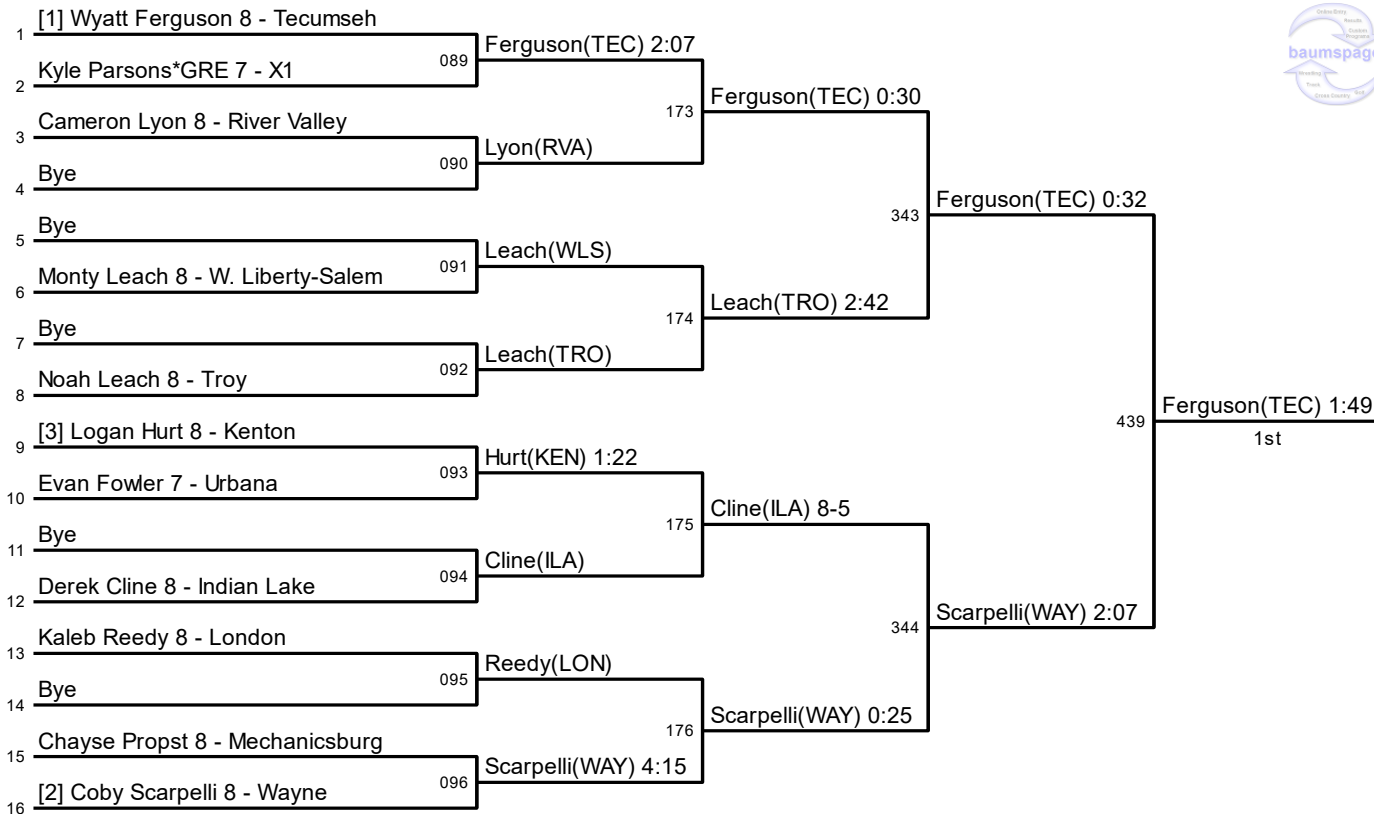 [1] Wyatt Ferguson 8 - Tecumseh
1
Ferguson(TEC) 2:07
089
Kyle Parsons*GRE 7 - X1
2
Ferguson(TEC) 0:30
173
Cameron Lyon 8 - River Valley
3
Lyon(RVA)
090
Bye
4
Ferguson(TEC) 0:32
343
Bye
5
Leach(WLS)
091
Monty Leach 8 - W. Liberty-Salem
6
Leach(TRO) 2:42
174
Bye
7
Leach(TRO)
092
Noah Leach 8 - Troy
8
Ferguson(TEC) 1:49
439
1st
[3] Logan Hurt 8 - Kenton
9
Hurt(KEN) 1:22
093
Evan Fowler 7 - Urbana
10
Cline(ILA) 8-5
175
Bye
11
Cline(ILA)
094
Derek Cline 8 - Indian Lake
12
Scarpelli(WAY) 2:07
344
Kaleb Reedy 8 - London
13
Reedy(LON)
095
Bye
14
Scarpelli(WAY) 0:25
176
Chayse Propst 8 - Mechanicsburg
15
Scarpelli(WAY) 4:15
096
[2] Coby Scarpelli 8 - Wayne
16
baumspag